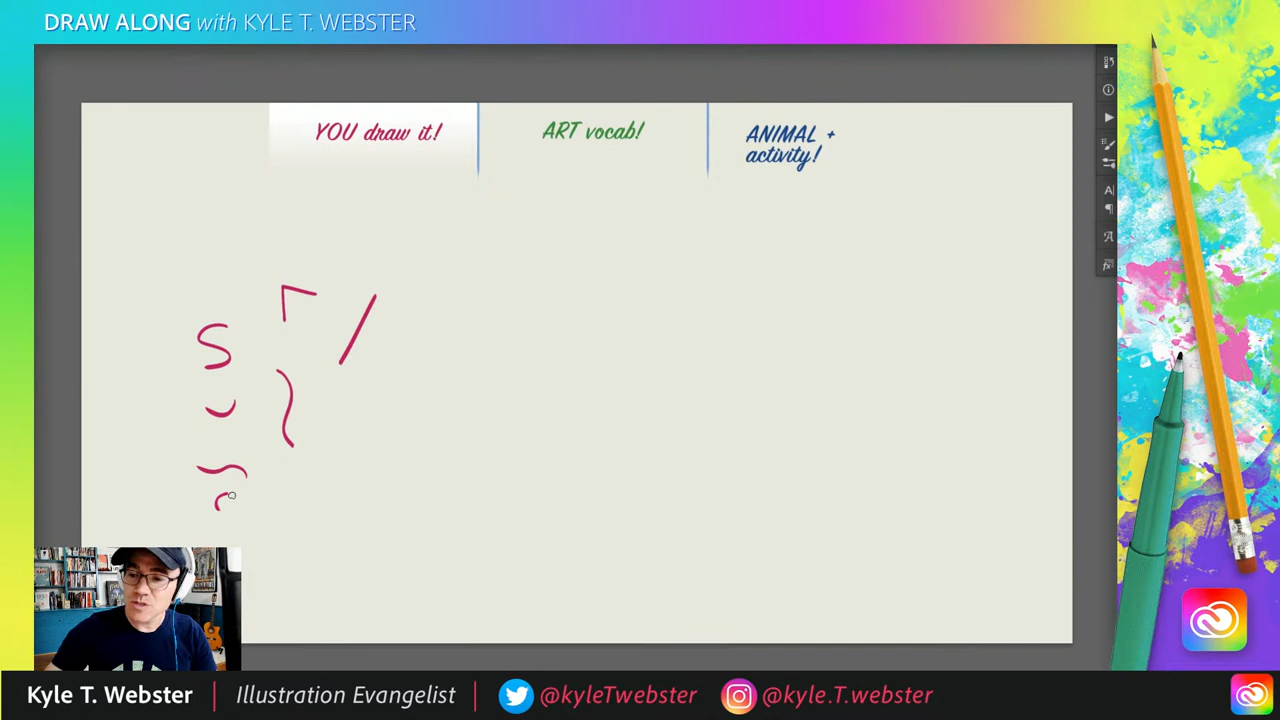 DRAW ALONG with KYLE T. WEBSTER
YOU draw it!
ART vocab!
ANIMAL +
activity!
Kyle T. Webster | Illustration Evangelist | @kyleTwebster @kyle.T.webster